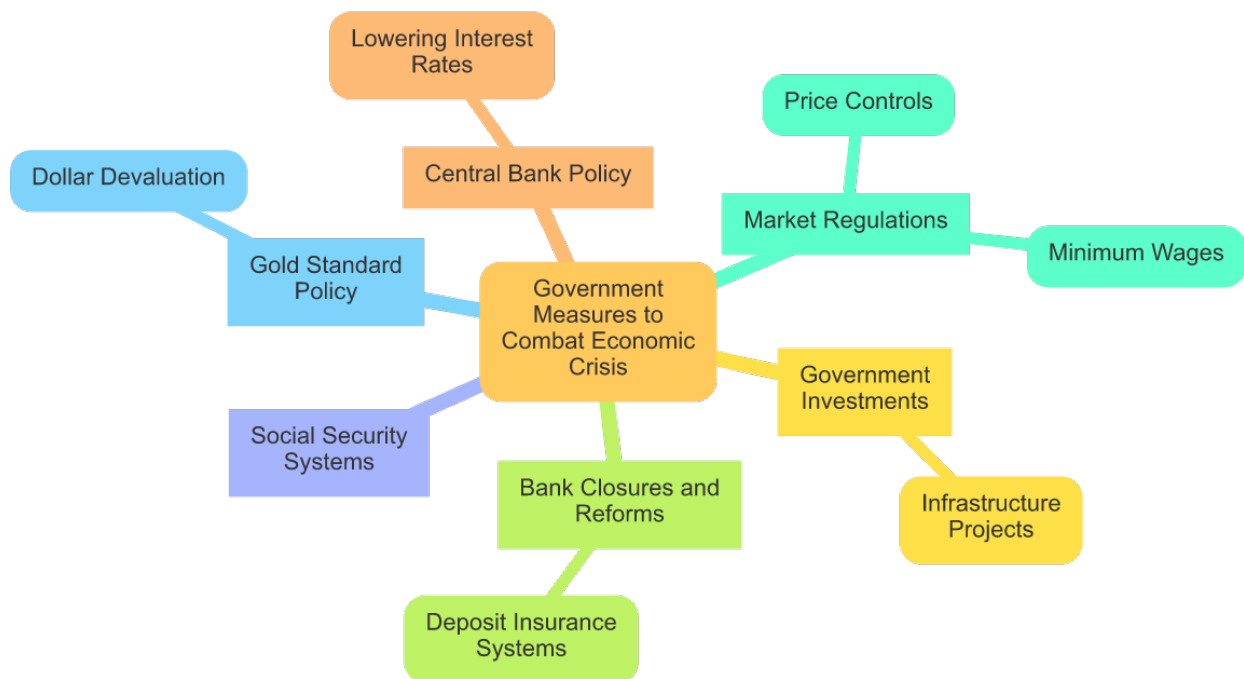 Lowering Interest
Rates
Price Controls
Dollar Devaluation
Central Bank Policy
Market Regulations
Minimum Wages
Gold Standard
Policy
Government
Measures to
Combat Economic
Crisis
Government
Investments
Social Security
Systems
Bank Closures and
Reforms
Infrastructure
Projects
Deposit Insurance
Systems